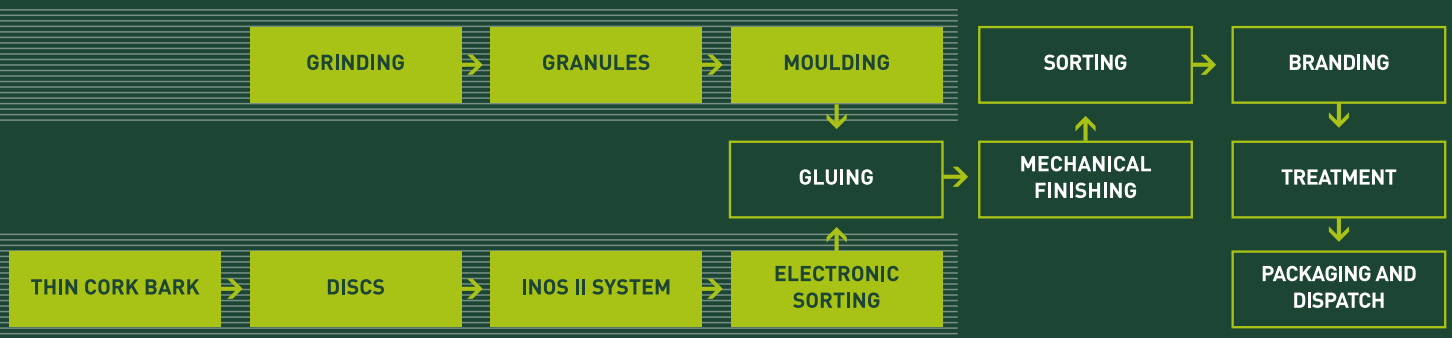 GRINDING
GRANULES
MOULDING
SORTING
BRANDING
GLUING
MECHANICAL
FINISHING
TREATMENT
THIN CORK BARK
DISCS
INOS II SYSTEM
ELECTRONIC
SORTING
PACKAGING AND
DISPATCH